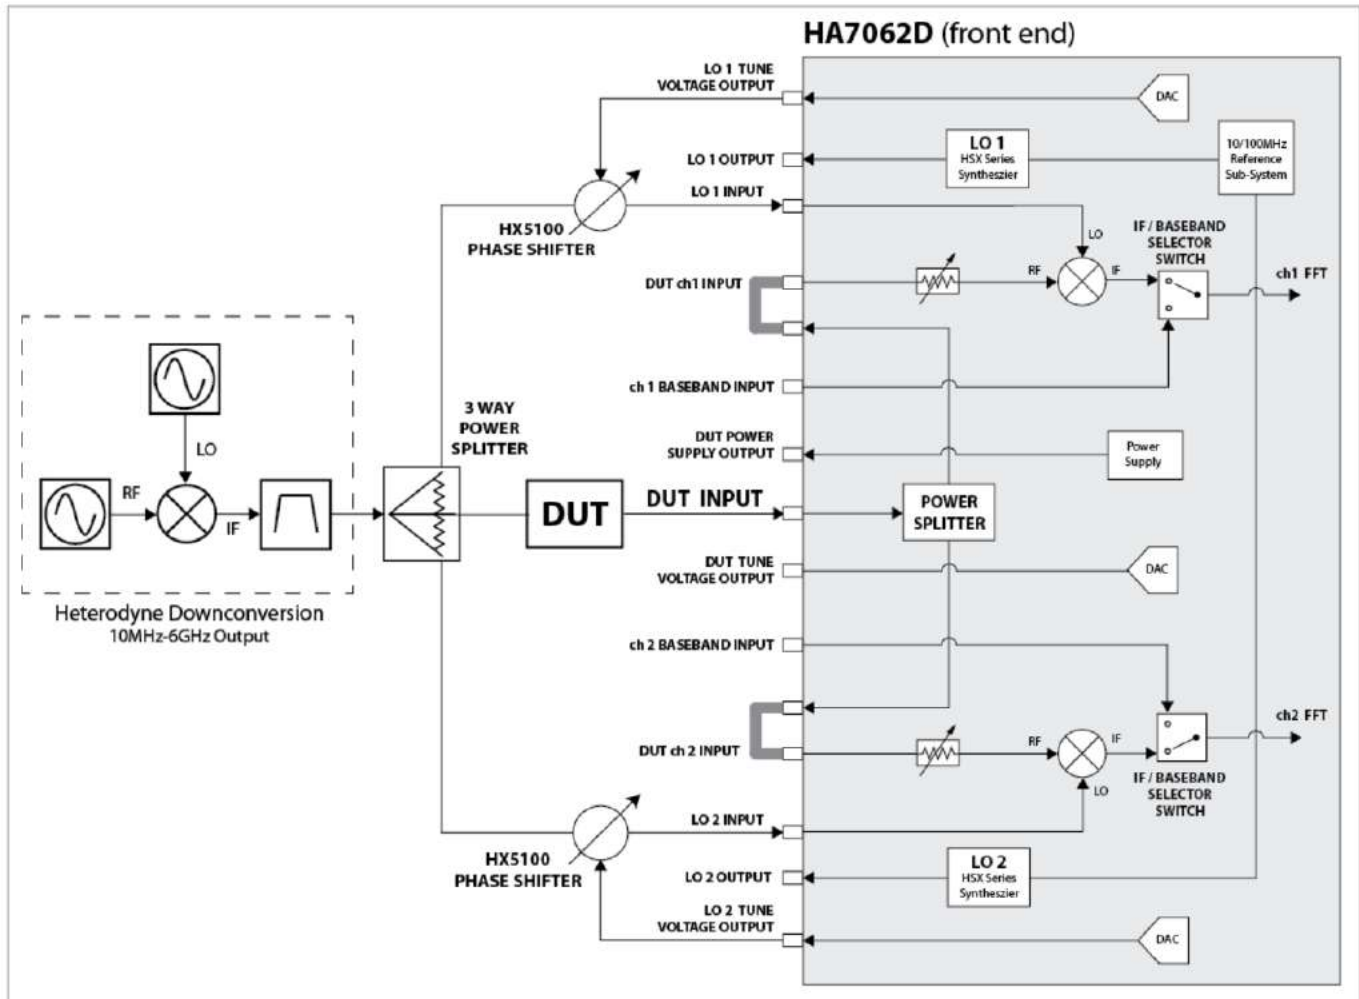 HA7062D (front end)
LO 1 TUNE
VOLTAGE OUTPUT
DAC
LO 1 OUTPUT
LO 1
HSX Series
Syntheszier
10/100MHz
Reference
Sub-System
LO 1 INPUT
HX5100
PHASE SHIFTER
LO
IF / BASEBAND
SELECTOR
SWITCH
DUT ch1 INPUT
RF
IF
ch1 FFT
ch 1 BASEBAND INPUT
3 WAY
POWER
SPLITTER
DUT POWER
SUPPLY OUTPUT
Power
Supply
LO
RF
IF
DUT
DUT INPUT
POWER
SPLITTER
DUT TUNE
VOLTAGE OUTPUT
DAC
Heterodyne Downconversion
10MHz-6GHz Output
ch 2 BASEBAND INPUT
DUT ch 2 INPUT
RF
IF
LO
ch2 FFT
IF / BASEBAND
SELECTOR
SWITCH
LO 2 INPUT
HX5100
PHASE SHIFTER
LO 2 OUTPUT
LO 2
HSX Series
Syntheszier
LO 2 TUNE
VOLTAGE OUTPUT
DAC